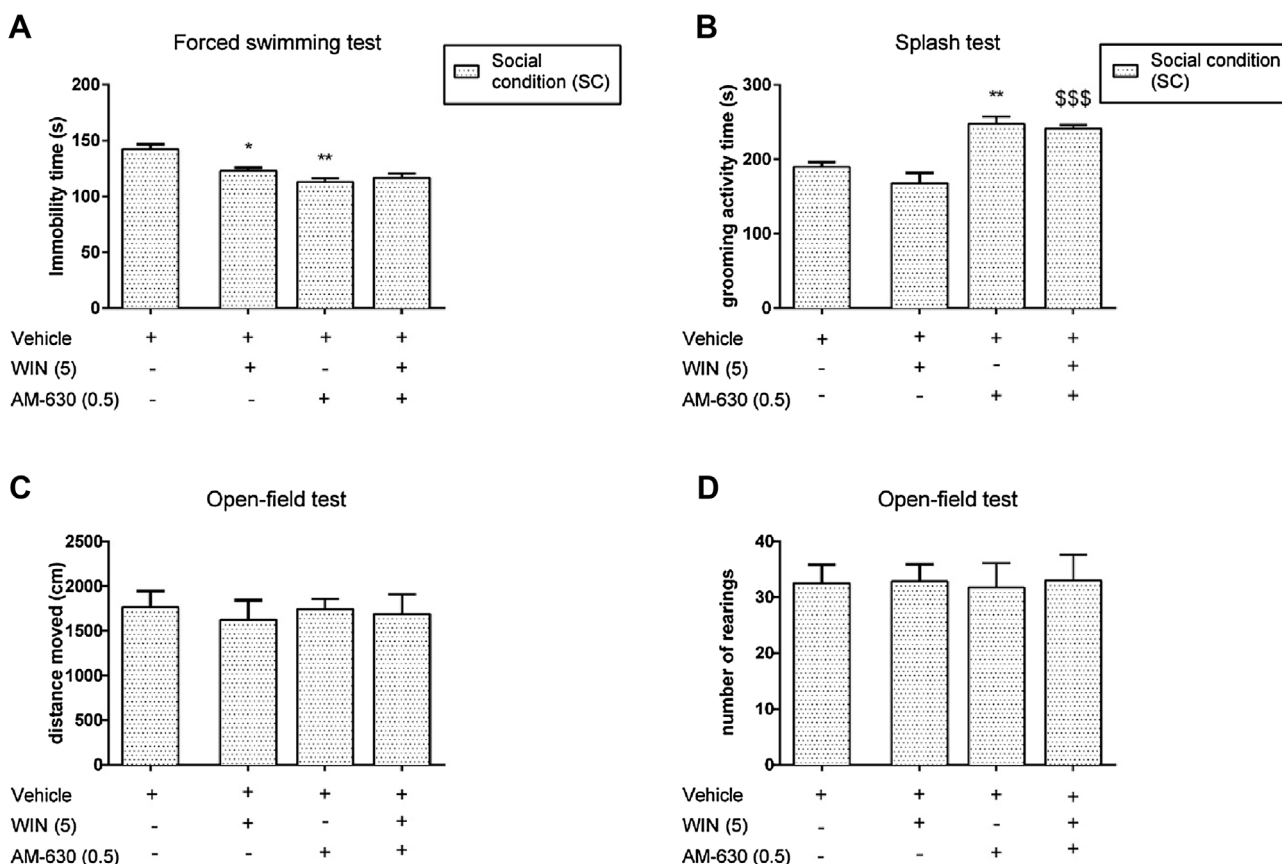 A
Forced swimming test
Social
condition (SC)
200
150
100
50
0
Immobility time (s)
*
**
Vehicle + + + +
WIN (5) - + - +
AM-630 (0.5) - - + +
B
Splash test
Social condition
(SC)
300
200
100
0
grooming activity time (s)
**
$$$
Vehicle + + + +
WIN (5) - + - +
AM-630 (0.5) - - + +
C
Open-field test
2500
2000
1500
1000
500
0
distance moved (cm)
Vehicle + + + +
WIN (5) - + - +
AM-630 (0.5) - - + +
D
Open-field test
40
30
20
10
0
number of rearings
Vehicle + + + +
WIN (5) - + - +
AM-630 (0.5) - - + +